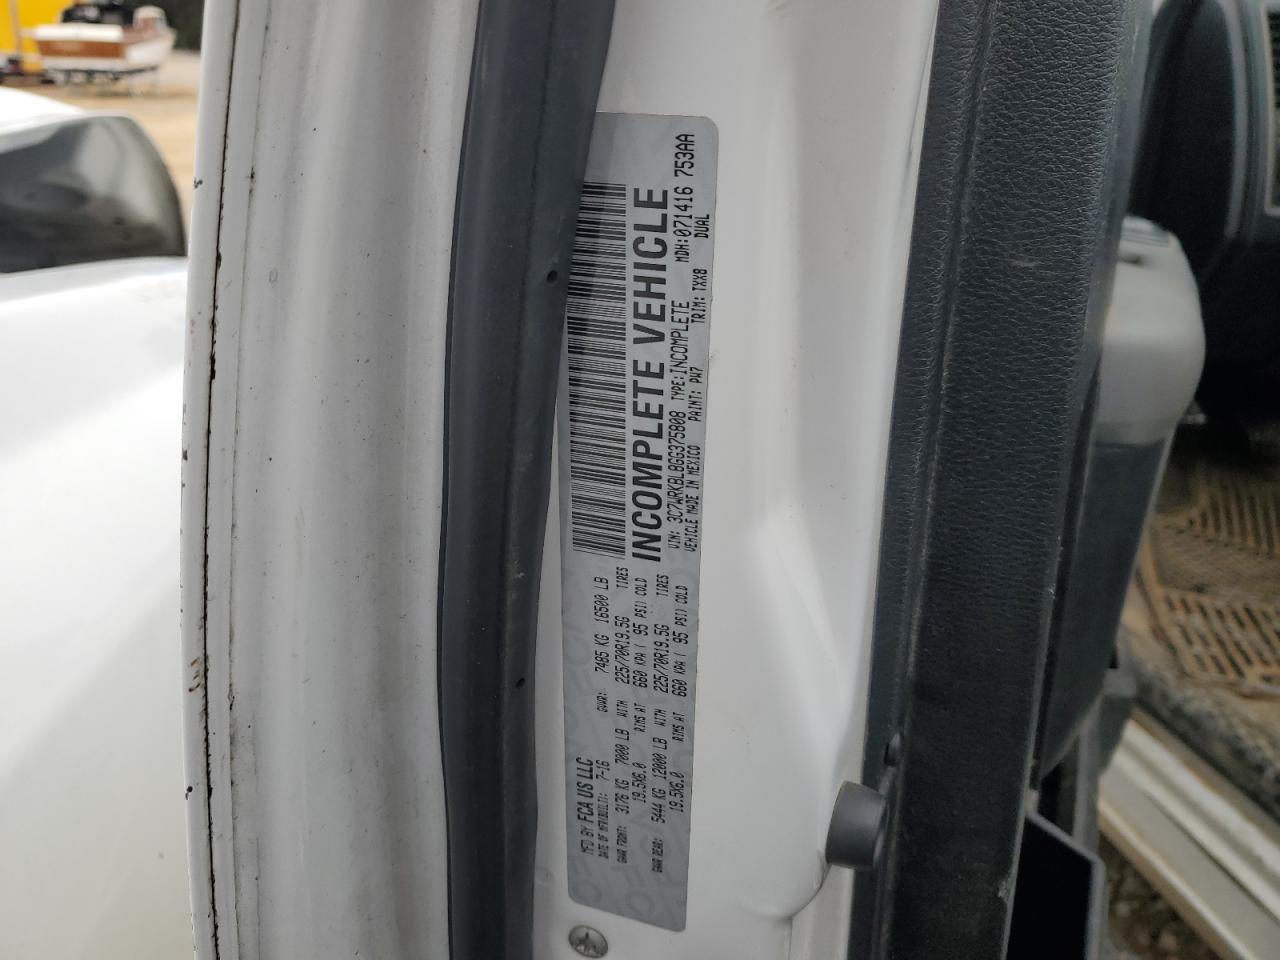 MFD BY FCA US LLC
DATE OF MFR(BUILT): 7-16 GVWR: 7485 KG 16500 LB
GAWR FRONT: 3176 KG 7000 LB WITH 225/70R19.5G TIRES
19.5X6.0 RIMS AT 660 KPA ( 95 PSI) COLD
GAWR REAR: 5444 KG 12000 LB WITH 225/70R19.5G TIRES
19.5X6.0 RIMS AT 660 KPA ( 95 PSI) COLD
INCOMPLETE VEHICLE
VIN: 3C7WRKBL8GG375808 TYPE:INCOMPLETE MDH:071416 753AA
VEHICLE MADE IN MEXICO PAINT: PW7 TRIM: TXX8 DUAL